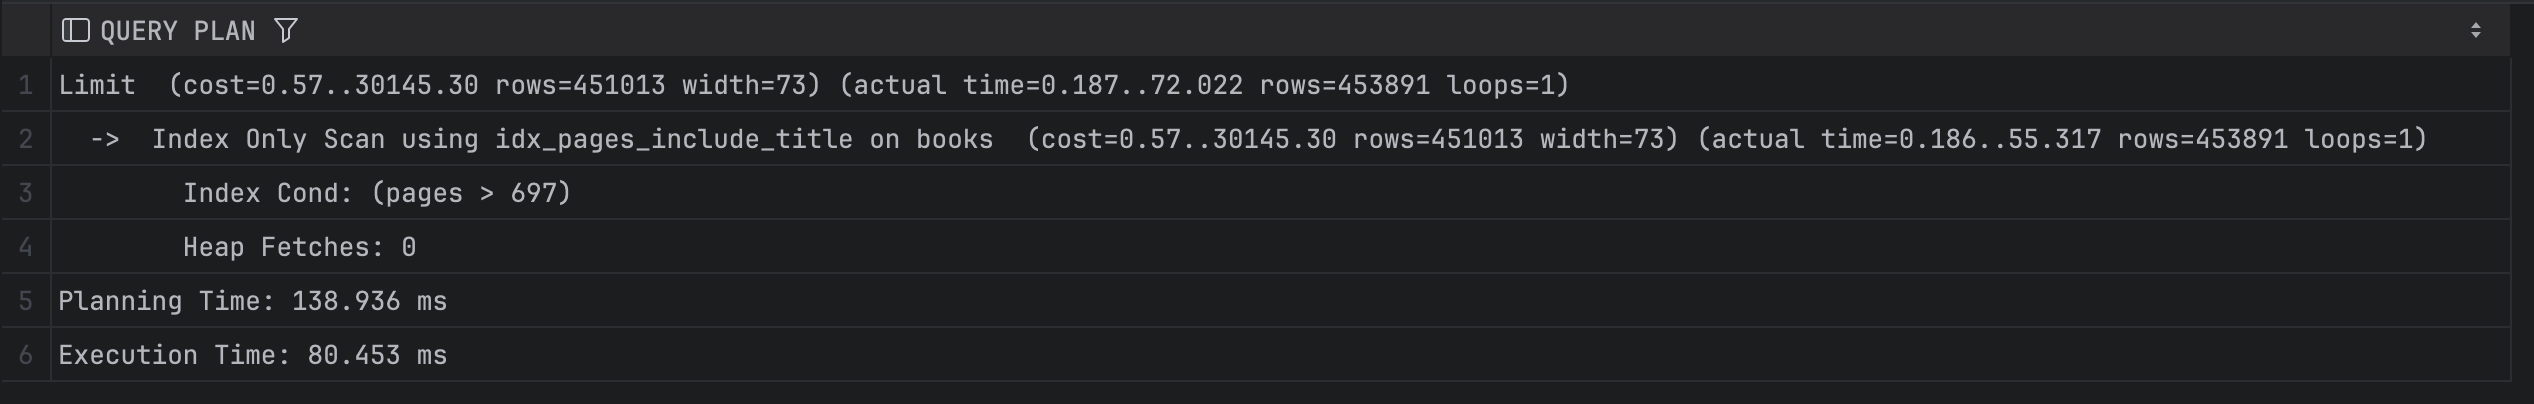 QUERY PLAN
1 Limit  (cost=0.57..30145.30 rows=451013 width=73) (actual time=0.187..72.022 rows=453891 loops=1)
2   ->  Index Only Scan using idx_pages_include_title on books  (cost=0.57..30145.30 rows=451013 width=73) (actual time=0.186..55.317 rows=453891 loops=1)
3         Index Cond: (pages > 697)
4         Heap Fetches: 0
5 Planning Time: 138.936 ms
6 Execution Time: 80.453 ms